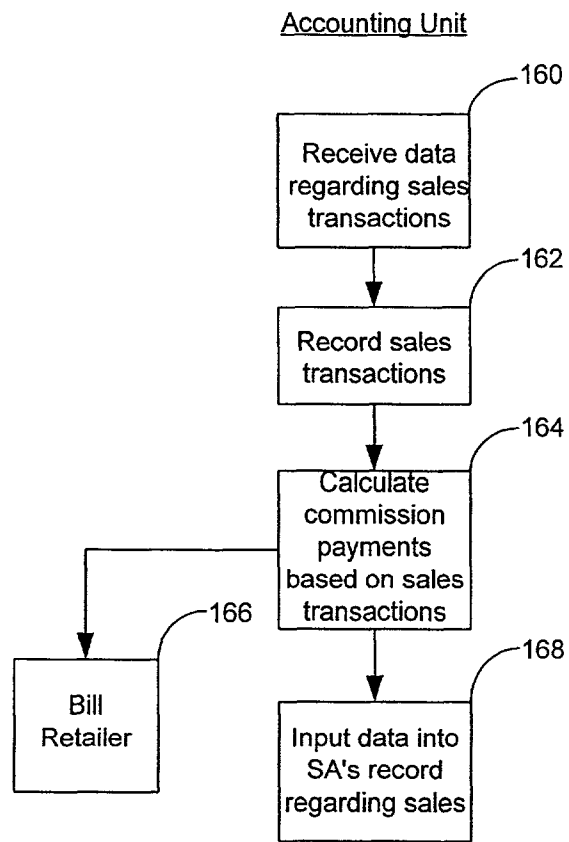 Accounting Unit
160
Receive data
regarding sales
transactions
162
Record sales
transactions
164
Calculate
commission
payments
based on sales
transactions
166
Bill
Retailer
168
Input data into
SA's record
regarding sales